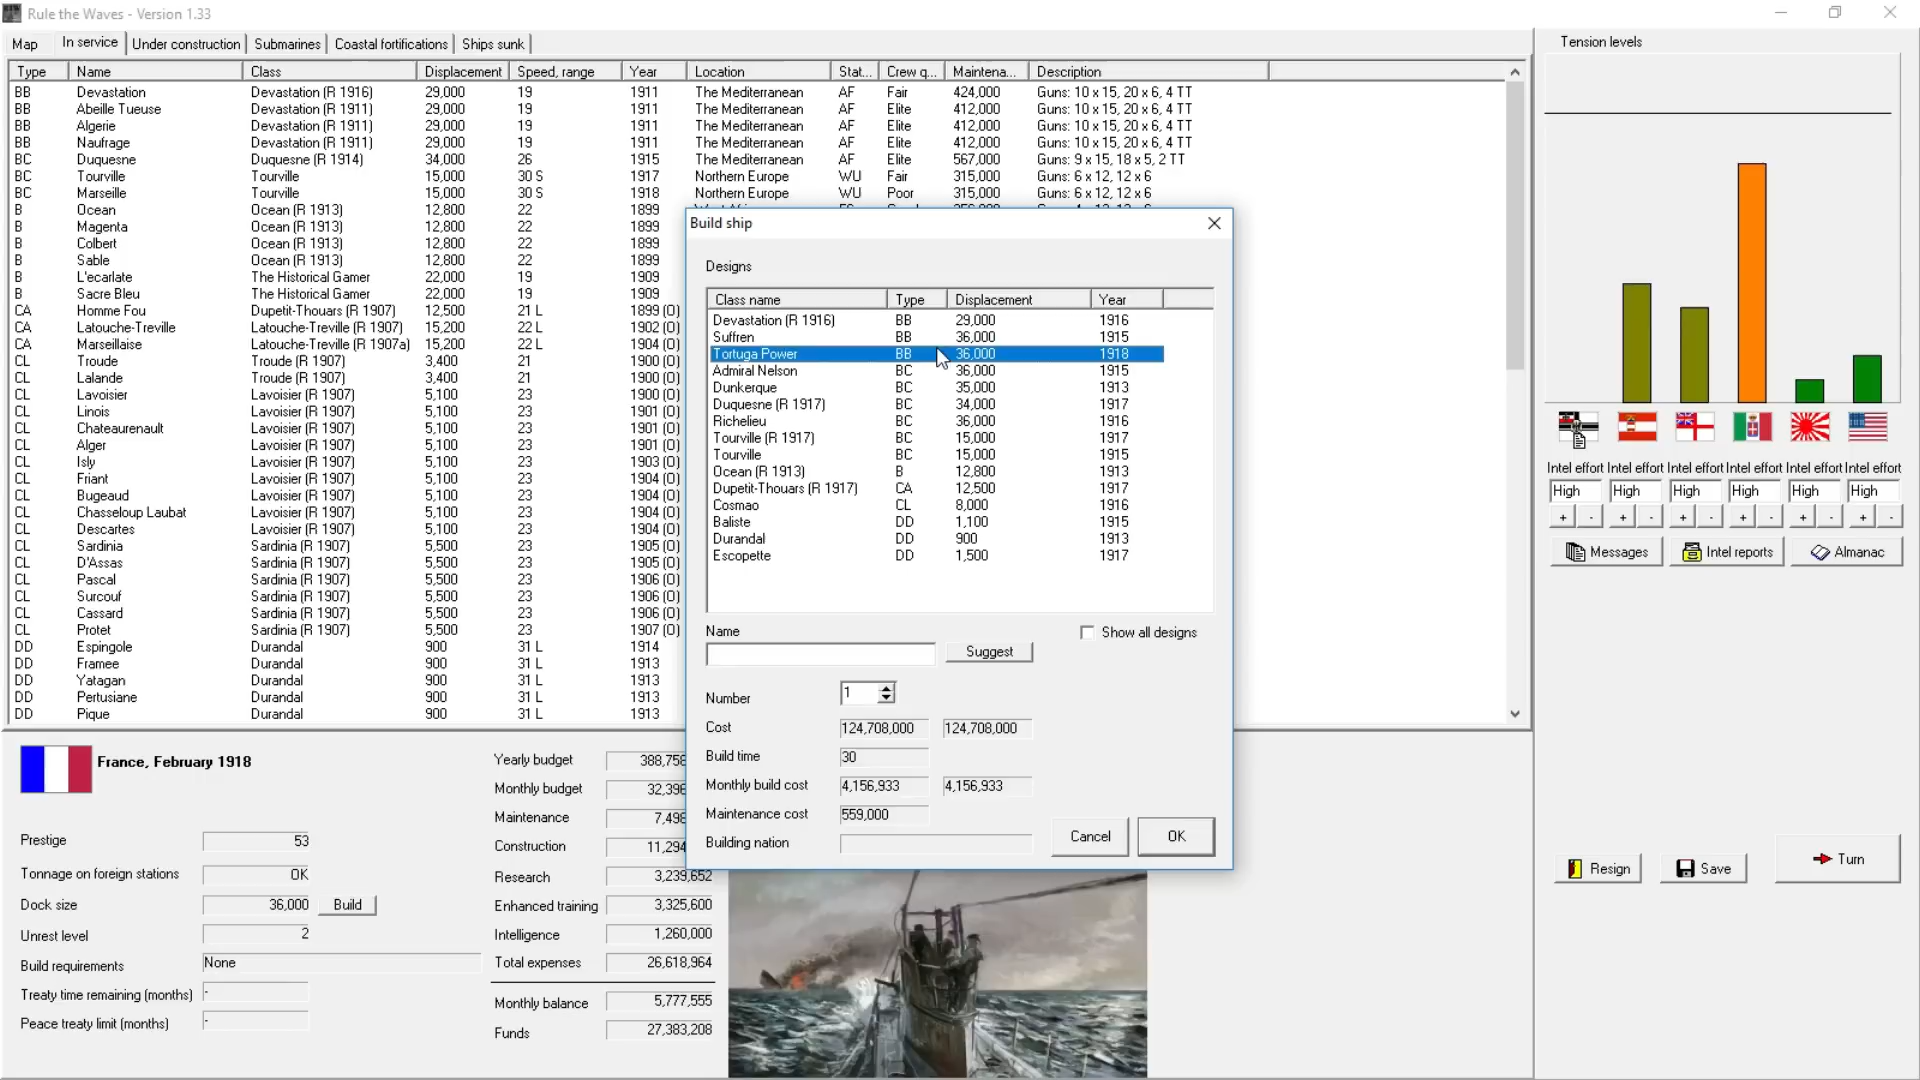 Rule the Waves - Version 1.33
Map In service Under construction Submarines Coastal fortifications Ships sunk
Type Name Class Displacement Speed, range Year Location Stat... Crew q... Maintena... Description
BB Devastation Devastation (R 1916) 29,000 19 1911 The Mediterranean AF Fair 424,000 Guns: 10 x 15, 20 x 6, 4 TT
BB Abeille Tueuse Devastation (R 1911) 29,000 19 1911 The Mediterranean AF Elite 412,000 Guns: 10 x 15, 20 x 6, 4 TT
BB Algerie Devastation (R 1911) 29,000 19 1911 The Mediterranean AF Elite 412,000 Guns: 10 x 15, 20 x 6, 4 TT
BB Naufrage Devastation (R 1911) 29,000 19 1911 The Mediterranean AF Elite 412,000 Guns: 10 x 15, 20 x 6, 4 TT
BC Duquesne Duquesne (R 1914) 34,000 26 1915 The Mediterranean AF Elite 567,000 Guns: 9 x 15, 18 x 5, 2 TT
BC Tourville Tourville 15,000 30 S 1917 Northern Europe WU Fair 315,000 Guns: 6 x 12, 12 x 6
BC Marseille Tourville 15,000 30 S 1918 Northern Europe WU Poor 315,000 Guns: 6 x 12, 12 x 6
B Ocean Ocean (R 1913) 12,800 22 1899
B Magenta Ocean (R 1913) 12,800 22 1899
B Colbert Ocean (R 1913) 12,800 22 1899
B Sable Ocean (R 1913) 12,800 22 1899
B L'ecarlate The Historical Gamer 22,000 19 1909
B Sacre Bleu The Historical Gamer 22,000 19 1909
CA Homme Fou Dupetit-Thouars (R 1907) 12,500 21 L 1899 (O)
CA Latouche-Treville Latouche-Treville (R 1907) 15,200 22 L 1902 (O)
CA Marseillaise Latouche-Treville (R 1907a) 15,200 22 L 1904 (O)
CL Troude Troude (R 1907) 3,400 21 1900 (O)
CL Lalande Troude (R 1907) 3,400 21 1900 (O)
CL Lavoisier Lavoisier (R 1907) 5,100 23 1900 (O)
CL Linois Lavoisier (R 1907) 5,100 23 1901 (O)
CL Chateaurenault Lavoisier (R 1907) 5,100 23 1901 (O)
CL Alger Lavoisier (R 1907) 5,100 23 1901 (O)
CL Isly Lavoisier (R 1907) 5,100 23 1903 (O)
CL Friant Lavoisier (R 1907) 5,100 23 1904 (O)
CL Bugeaud Lavoisier (R 1907) 5,100 23 1904 (O)
CL Chasseloup Laubat Lavoisier (R 1907) 5,100 23 1904 (O)
CL Descartes Lavoisier (R 1907) 5,100 23 1904 (O)
CL Sardinia Sardinia (R 1907) 5,500 23 1905 (O)
CL D'Assas Sardinia (R 1907) 5,500 23 1905 (O)
CL Pascal Sardinia (R 1907) 5,500 23 1906 (O)
CL Surcouf Sardinia (R 1907) 5,500 23 1906 (O)
CL Cassard Sardinia (R 1907) 5,500 23 1906 (O)
CL Protet Sardinia (R 1907) 5,500 23 1907 (O)
DD Espingole Durandal 900 31 L 1914
DD Framee Durandal 900 31 L 1913
DD Yatagan Durandal 900 31 L 1913
DD Pertusiane Durandal 900 31 L 1913
DD Pique Durandal 900 31 L 1913
Build ship
Designs
Class name Type Displacement Year
Devastation (R 1916) BB 29,000 1916
Suffren BB 36,000 1915
Tortuga Power BB 36,000 1918
Admiral Nelson BC 36,000 1915
Dunkerque BC 35,000 1913
Duquesne (R 1917) BC 34,000 1917
Richelieu BC 36,000 1916
Tourville (R 1917) BC 15,000 1917
Tourville BC 15,000 1915
Ocean (R 1913) B 12,800 1913
Dupetit-Thouars (R 1917) CA 12,500 1917
Cosmao CL 8,000 1916
Baliste DD 1,100 1915
Durandal DD 900 1913
Escopette DD 1,500 1917
Name Show all designs
Suggest
Number 1
Cost 124,708,000 124,708,000
Build time 30
Monthly build cost 4,156,933 4,156,933
Maintenance cost 559,000
Building nation
Cancel OK
Tension levels
Intel effort Intel effort Intel effort Intel effort Intel effort Intel effort
High High High High High High
+ - + - + - + - + - + -
Messages Intel reports Almanac
Resign Save Turn
France, February 1918
Prestige 53
Tonnage on foreign stations OK
Dock size 36,000 Build
Unrest level 2
Build requirements None
Treaty time remaining (months) -
Peace treaty limit (months) -
Yearly budget 388,756
Monthly budget 32,396
Maintenance 7,498
Construction 11,294
Research 3,239,652
Enhanced training 3,325,600
Intelligence 1,260,000
Total expenses 26,618,964
Monthly balance 5,777,555
Funds 27,383,208